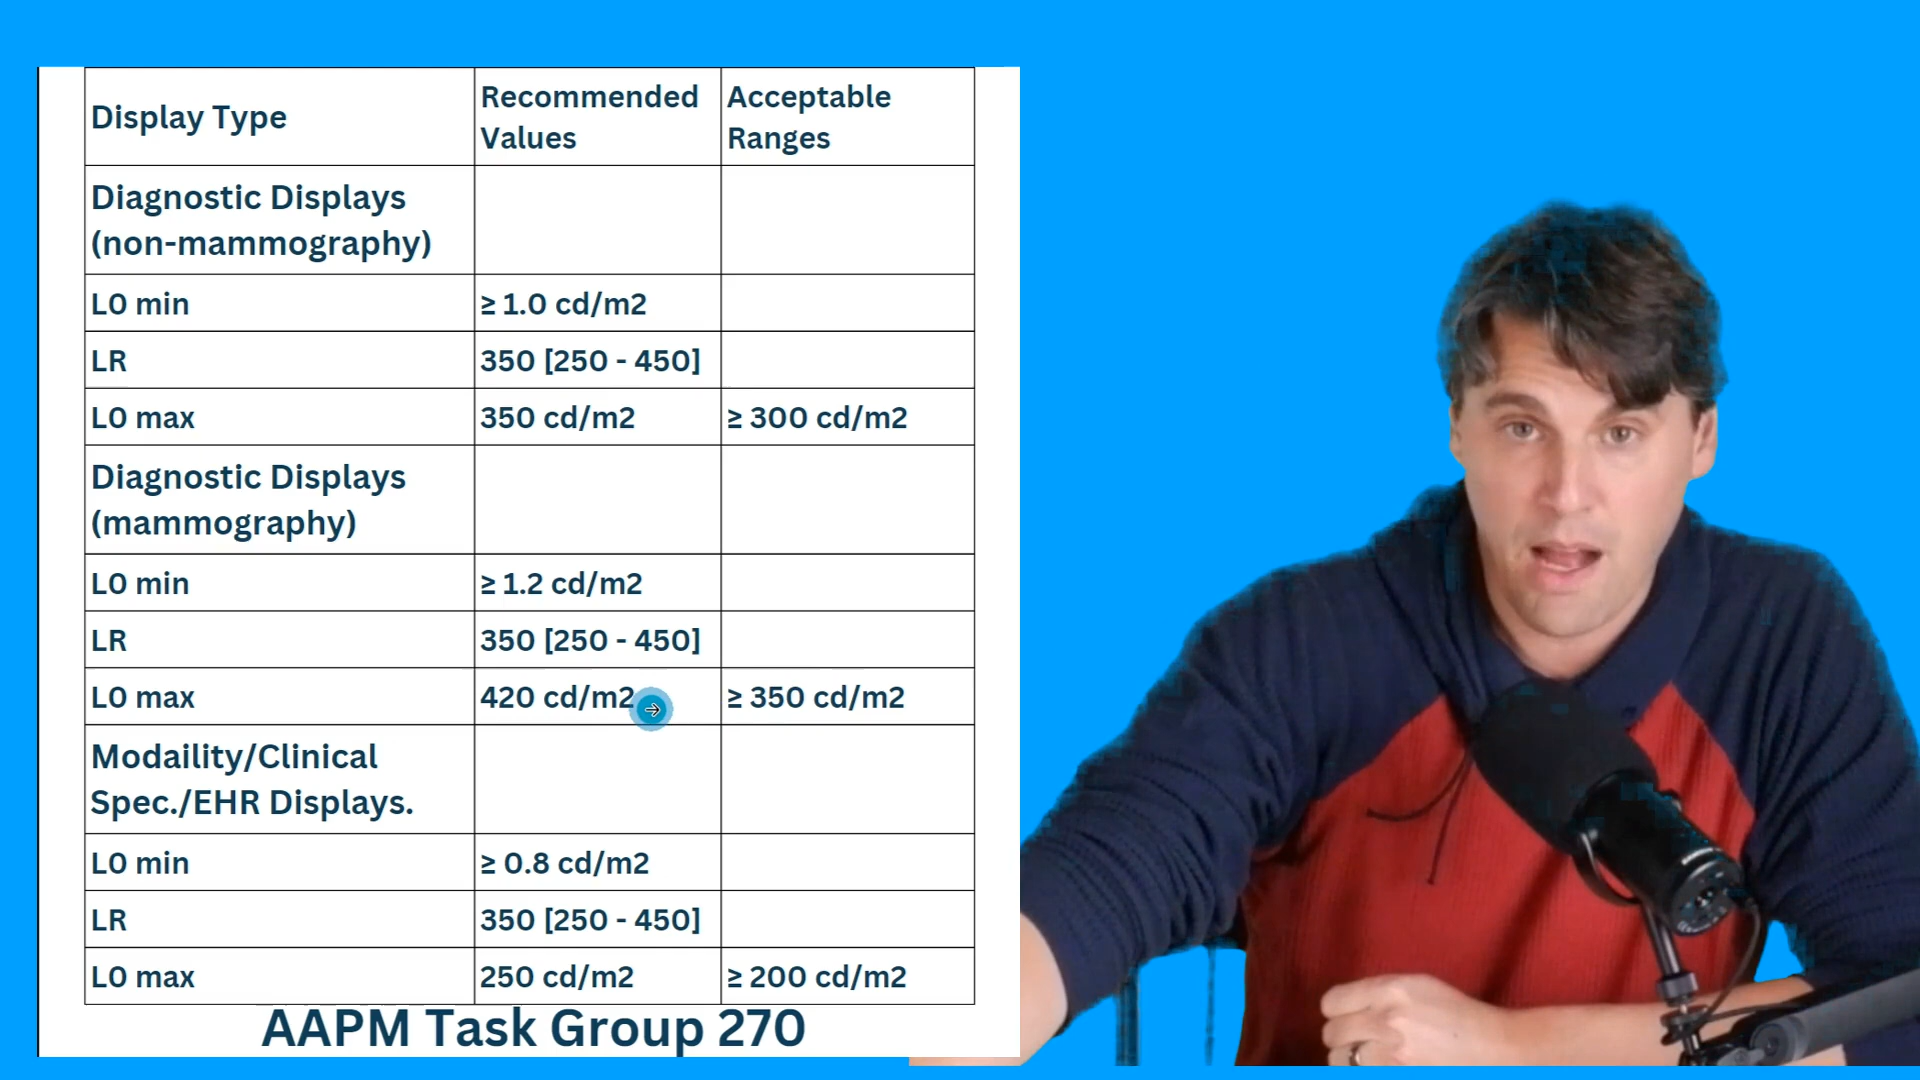 Display Type
Recommended Values
Acceptable Ranges
Diagnostic Displays
(non-mammography)
L0 min
≥ 1.0 cd/m2
LR
350 [250 - 450]
L0 max
350 cd/m2
≥ 300 cd/m2
Diagnostic Displays
(mammography)
L0 min
≥ 1.2 cd/m2
LR
350 [250 - 450]
L0 max
420 cd/m2
≥ 350 cd/m2
Modaility/Clinical
Spec./EHR Displays.
L0 min
≥ 0.8 cd/m2
LR
350 [250 - 450]
L0 max
250 cd/m2
≥ 200 cd/m2
AAPM Task Group 270